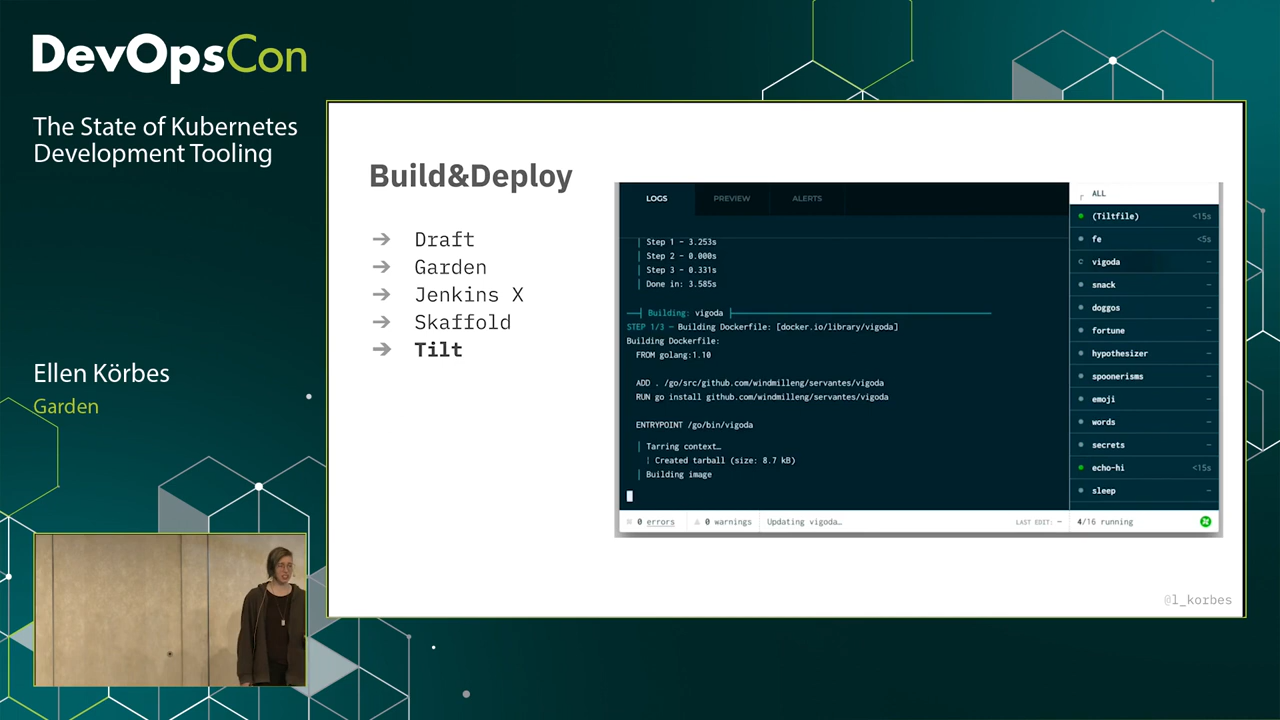 DevOpsCon
The State of Kubernetes
Development Tooling
Ellen Körbes
Garden
Build&Deploy
➔ Draft
➔ Garden
➔ Jenkins X
➔ Skaffold
➔ Tilt
LOGS PREVIEW ALERTS
Step 1 – 3.253s
Step 2 – 0.000s
Step 3 – 0.331s
Done in: 3.585s
Building: vigoda
STEP 1/3 — Building Dockerfile: [docker.io/library/vigoda]
Building Dockerfile:
FROM golang:1.10
ADD . /go/src/github.com/windmilleng/servantes/vigoda
RUN go install github.com/windmilleng/servantes/vigoda
ENTRYPOINT /go/bin/vigoda
Tarring context…
Created tarball (size: 8.7 kB)
Building image
ALL
(Tiltfile) <15s
fe <5s
vigoda –
snack –
doggos –
fortune –
hypothesizer –
spoonerisms –
emoji –
words –
secrets –
echo-hi <15s
sleep –
0 errors 0 warnings Updating vigoda… LAST EDIT: – 4/16 running
@l_korbes